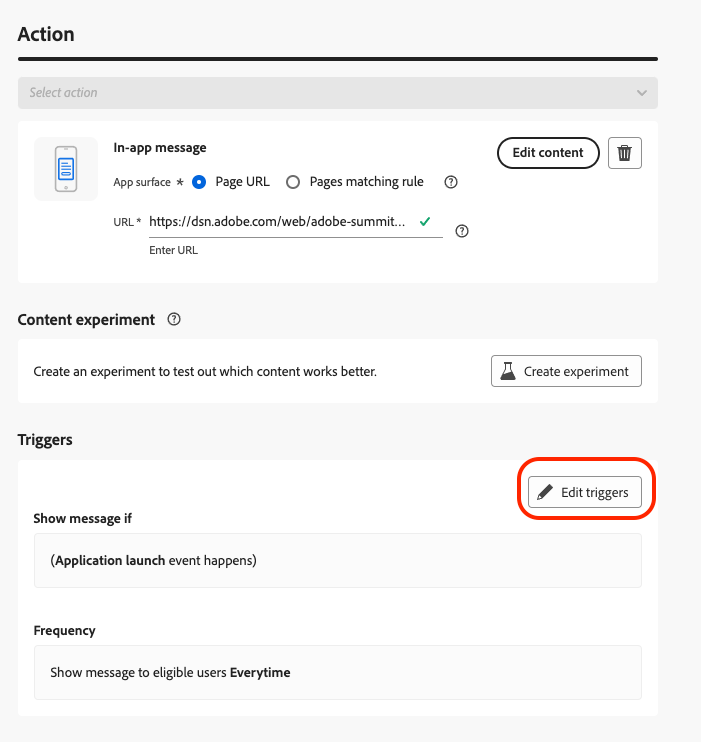 Action
Select action
In-app message
Edit content
App surface * Page URL Pages matching rule
URL * https://dsn.adobe.com/web/adobe-summit...
Enter URL
Content experiment
Create an experiment to test out which content works better.
Create experiment
Triggers
Edit triggers
Show message if
(Application launch event happens)
Frequency
Show message to eligible users Everytime